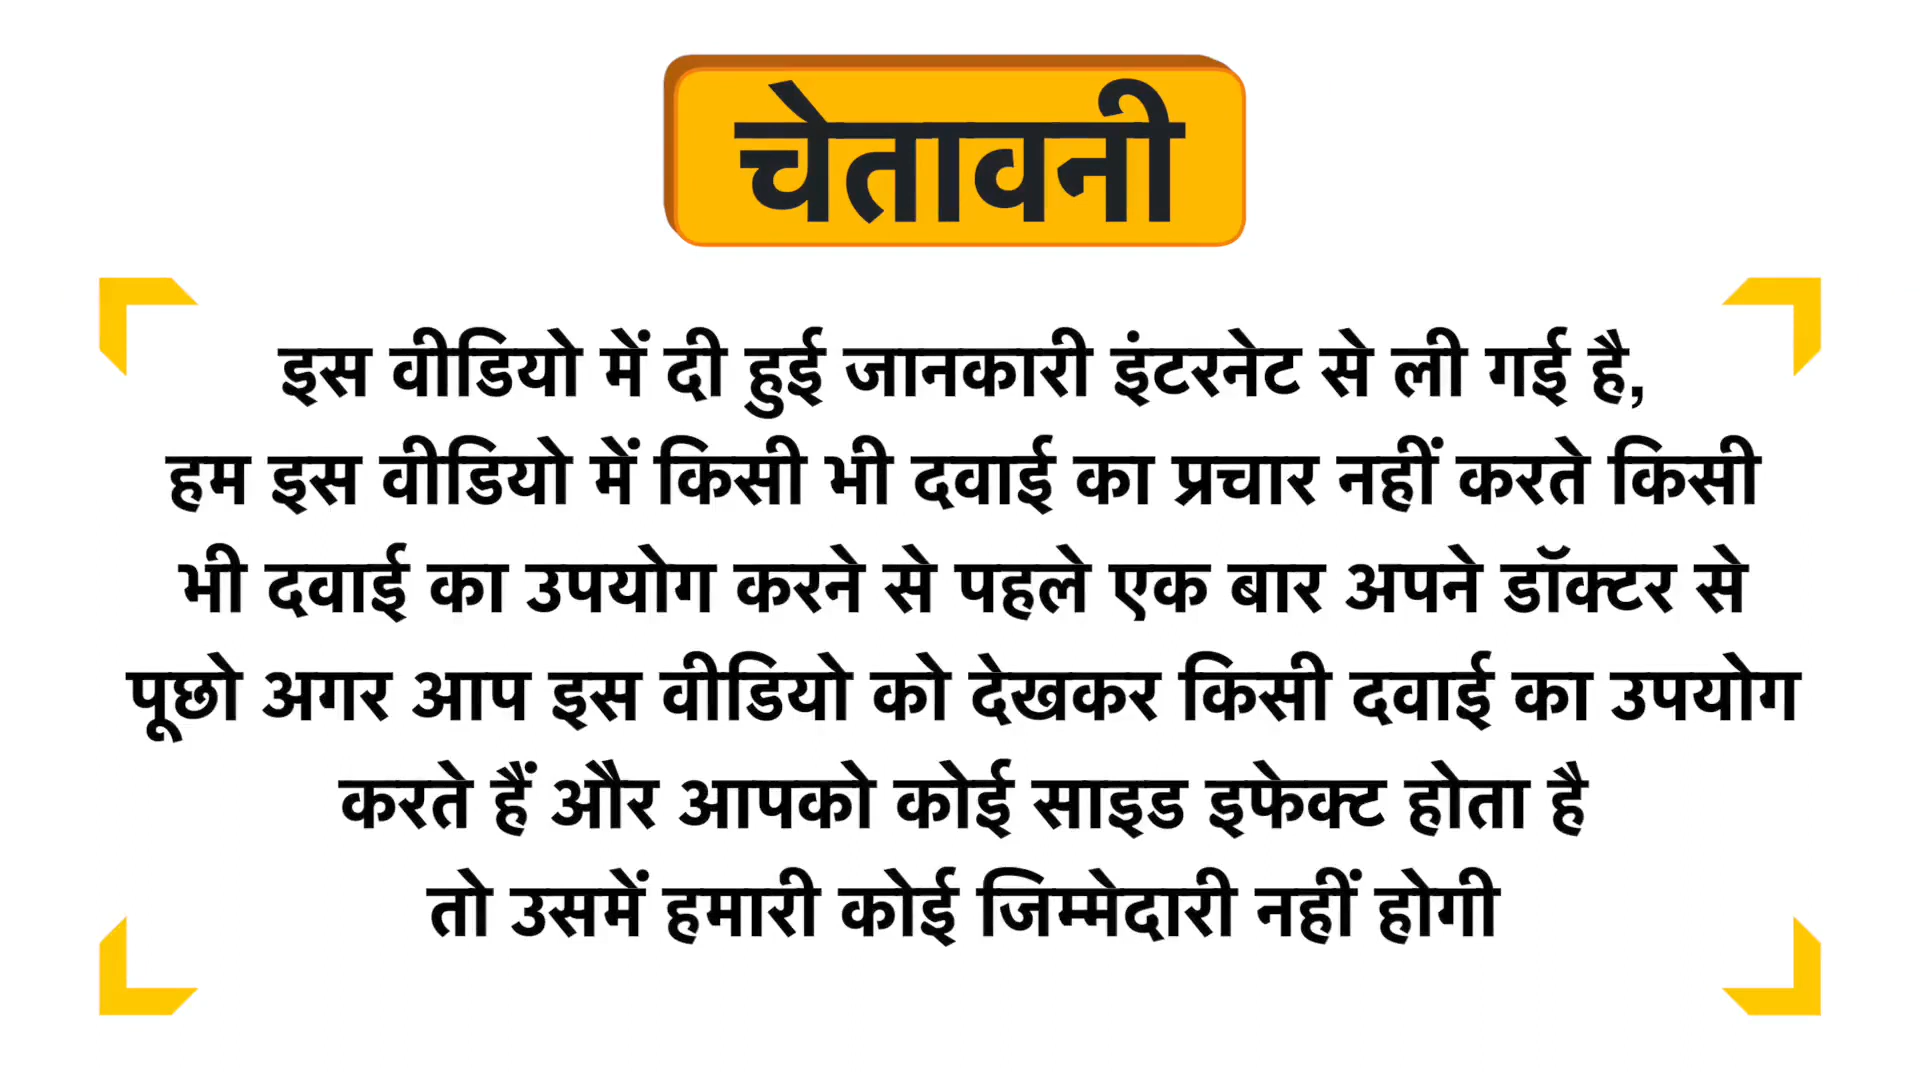 चेतावनी
इस वीडियो में दी हुई जानकारी इंटरनेट से ली गई है,
हम इस वीडियो में किसी भी दवाई का प्रचार नहीं करते किसी
भी दवाई का उपयोग करने से पहले एक बार अपने डॉक्टर से
पूछो अगर आप इस वीडियो को देखकर किसी दवाई का उपयोग
करते हैं और आपको कोई साइड इफेक्ट होता है
तो उसमें हमारी कोई जिम्मेदारी नहीं होगी